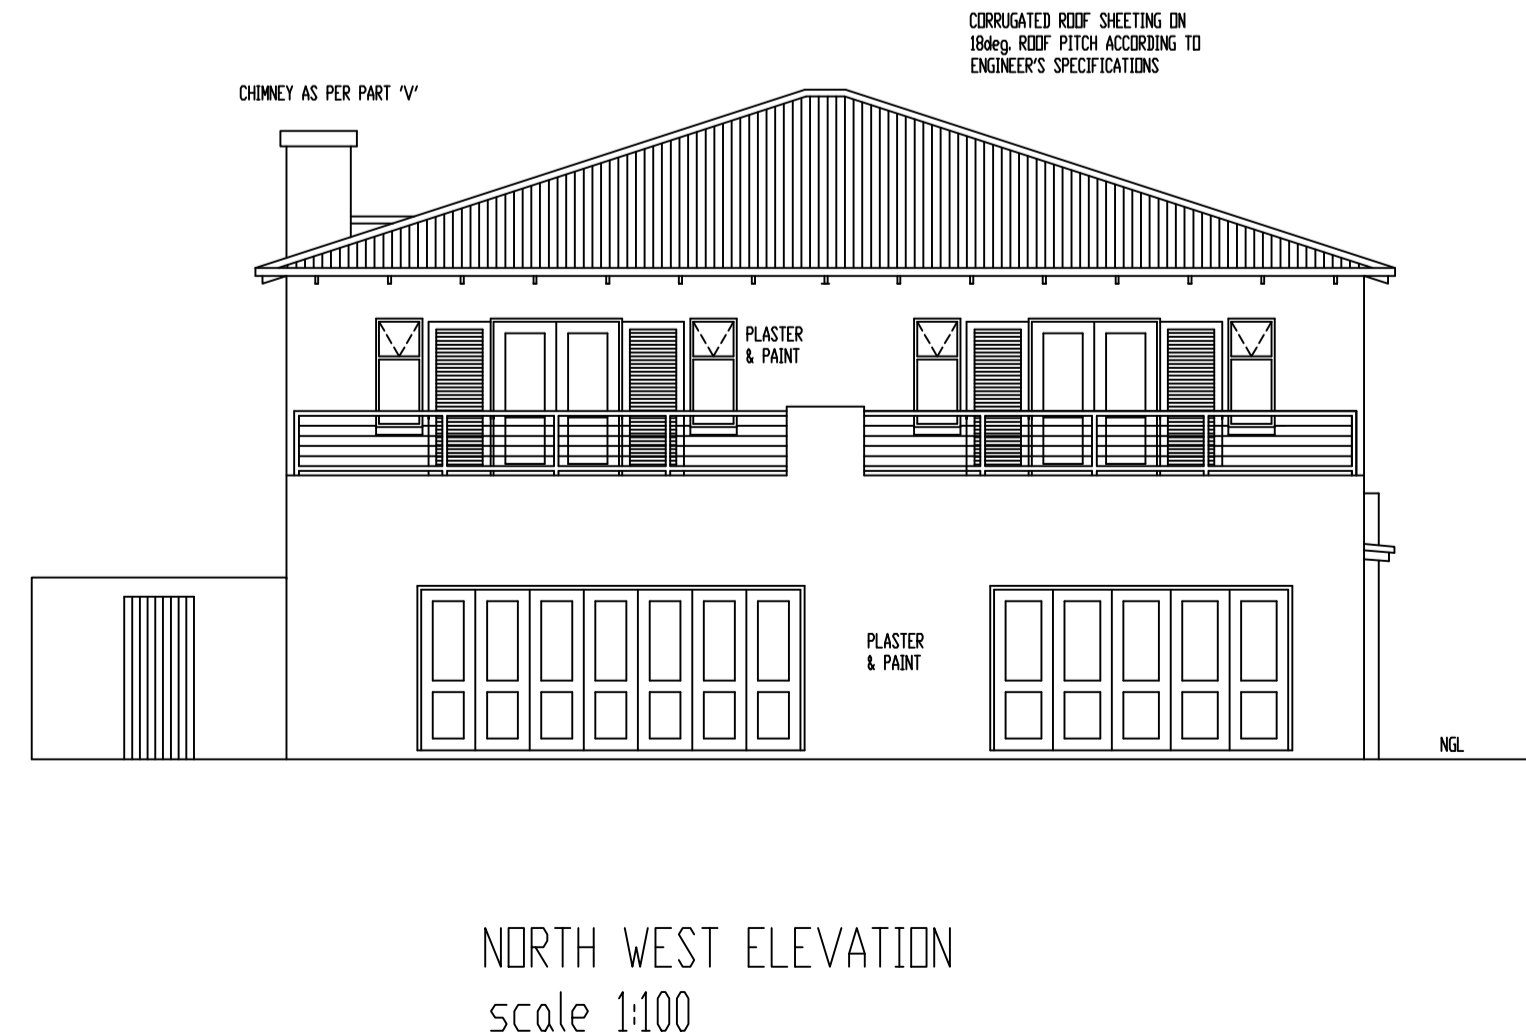 CORRUGATED ROOF SHEETING ON
18deg. ROOF PITCH ACCORDING TO
ENGINEER'S SPECIFICATIONS
CHIMNEY AS PER PART 'V'
PLASTER
& PAINT
PLASTER
& PAINT
NGL
NORTH WEST ELEVATION
scale 1:100